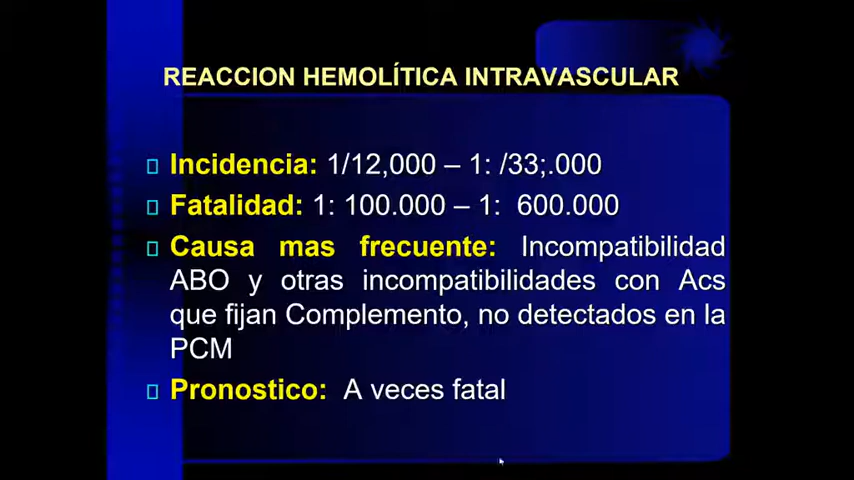 REACCION HEMOLÍTICA INTRAVASCULAR
Incidencia: 1/12,000 – 1: /33;.000
Fatalidad: 1: 100.000 – 1: 600.000
Causa mas frecuente: Incompatibilidad
ABO y otras incompatibilidades con Acs
que fijan Complemento, no detectados en la
PCM
Pronostico: A veces fatal